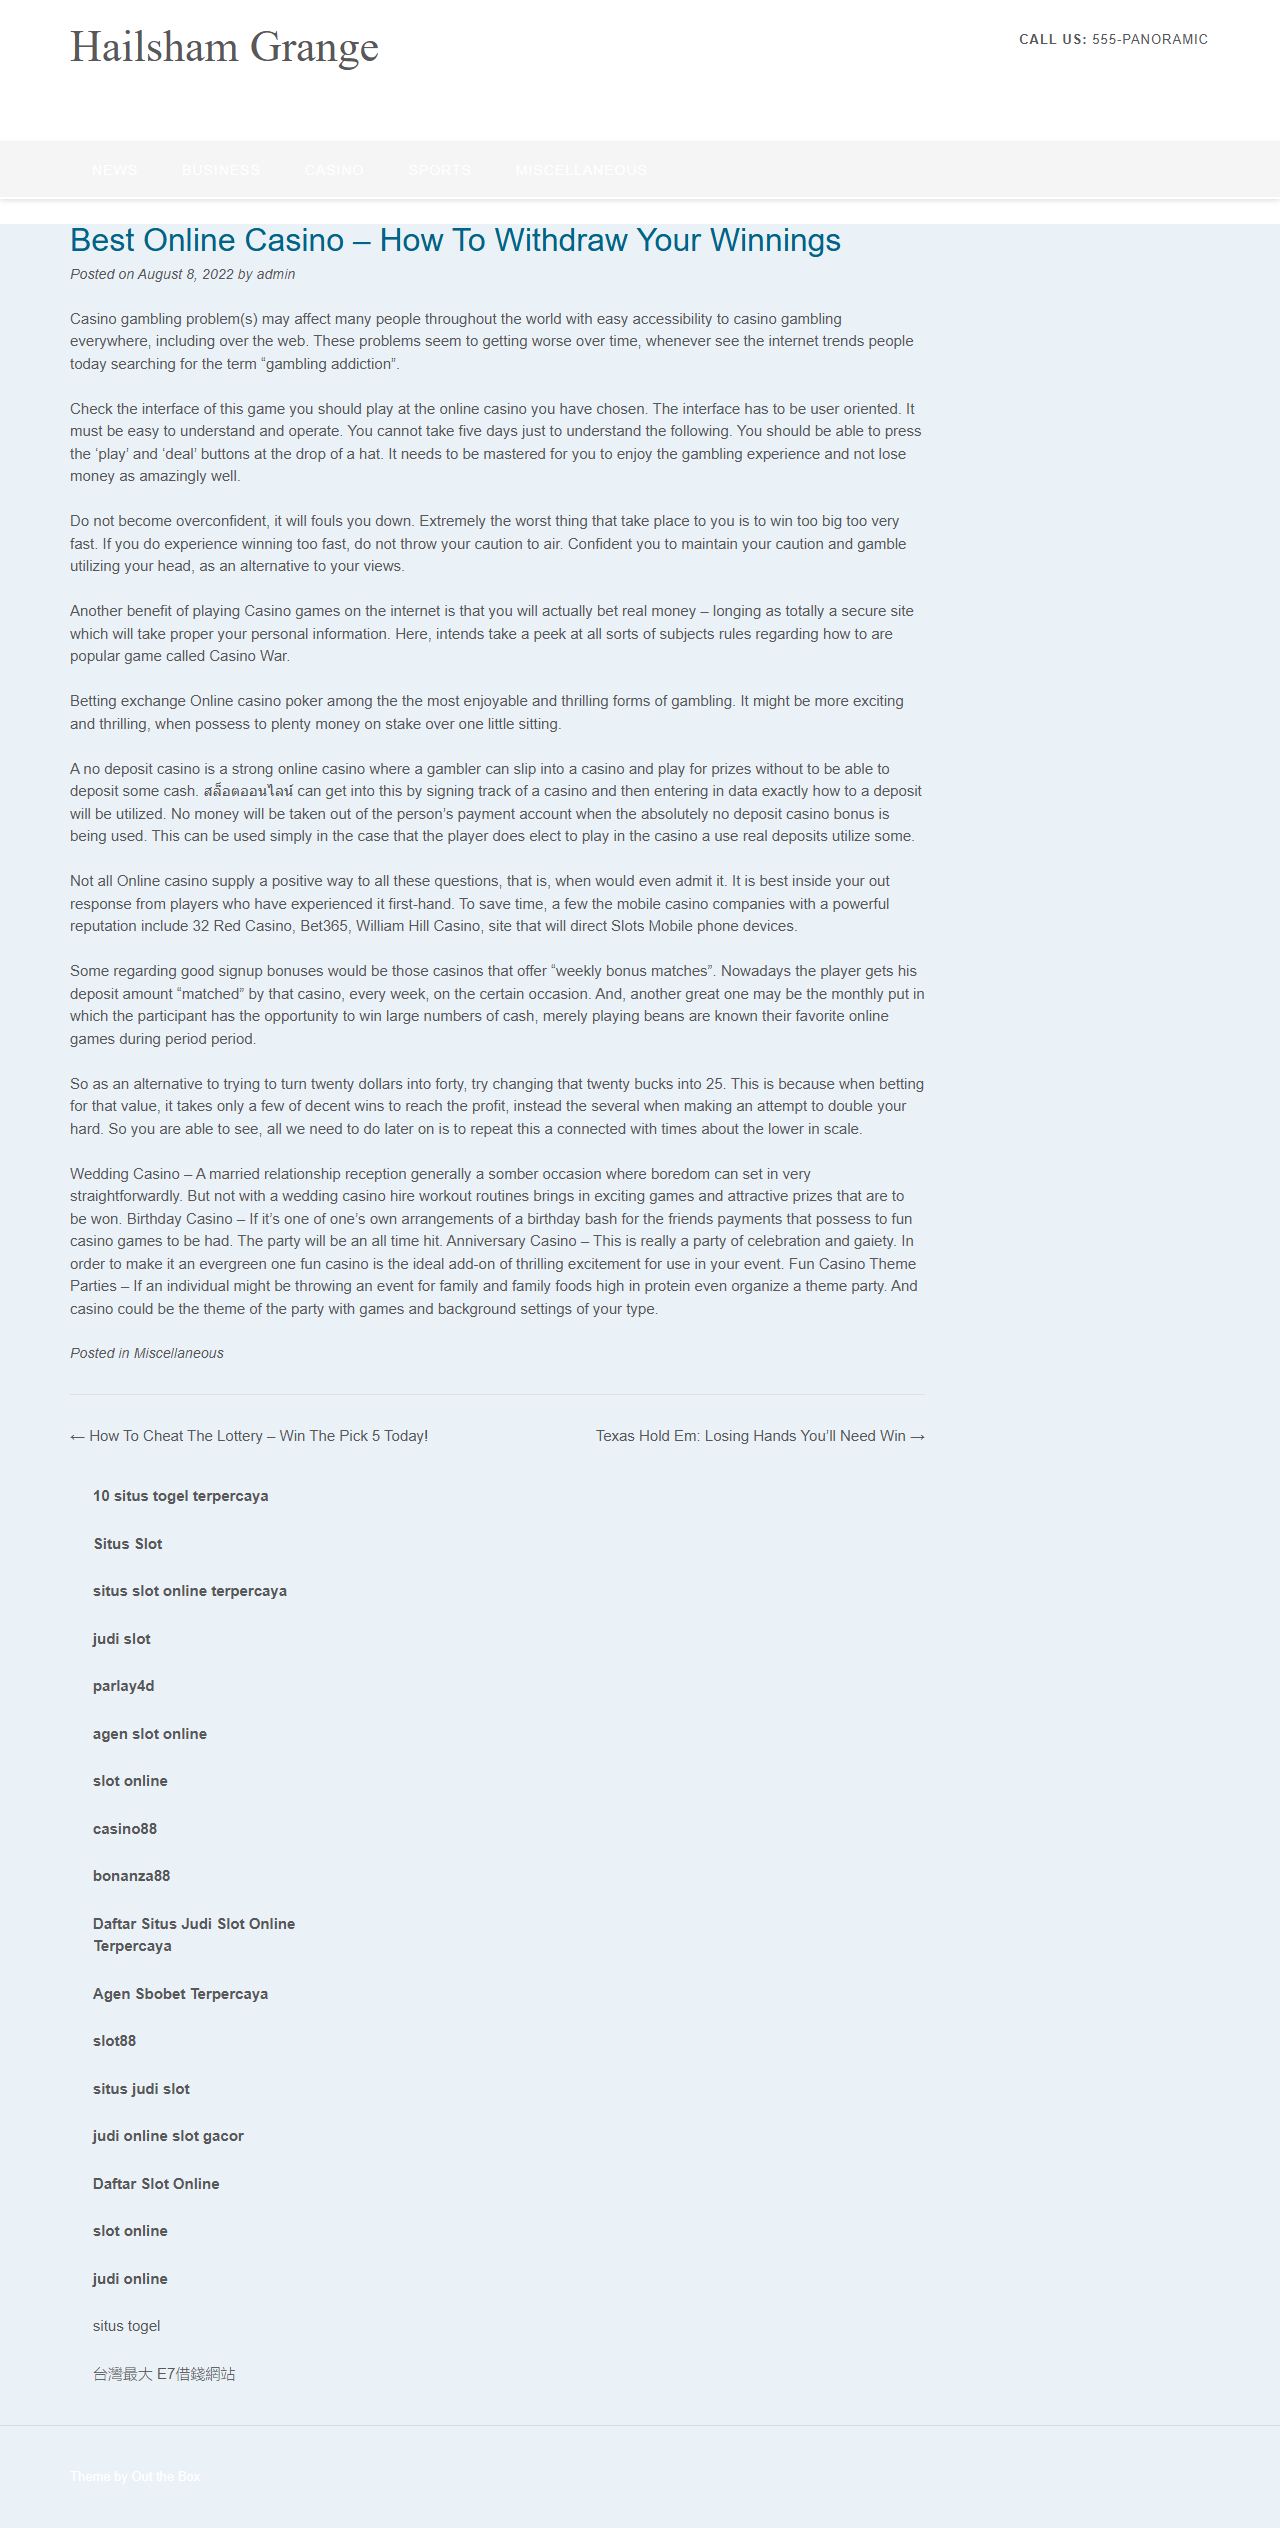 Hailsham Grange
CALL US: 555-PANORAMIC
NEWS BUSINESS CASINO SPORTS MISCELLANEOUS
Best Online Casino – How To Withdraw Your Winnings
Posted on August 8, 2022 by admin
Casino gambling problem(s) may affect many people throughout the world with easy accessibility to casino gambling
everywhere, including over the web. These problems seem to getting worse over time, whenever see the internet trends people
today searching for the term “gambling addiction”.
Check the interface of this game you should play at the online casino you have chosen. The interface has to be user oriented. It
must be easy to understand and operate. You cannot take five days just to understand the following. You should be able to press
the ‘play’ and ‘deal’ buttons at the drop of a hat. It needs to be mastered for you to enjoy the gambling experience and not lose
money as amazingly well.
Do not become overconfident, it will fouls you down. Extremely the worst thing that take place to you is to win too big too very
fast. If you do experience winning too fast, do not throw your caution to air. Confident you to maintain your caution and gamble
utilizing your head, as an alternative to your views.
Another benefit of playing Casino games on the internet is that you will actually bet real money – longing as totally a secure site
which will take proper your personal information. Here, intends take a peek at all sorts of subjects rules regarding how to are
popular game called Casino War.
Betting exchange Online casino poker among the the most enjoyable and thrilling forms of gambling. It might be more exciting
and thrilling, when possess to plenty money on stake over one little sitting.
A no deposit casino is a strong online casino where a gambler can slip into a casino and play for prizes without to be able to
deposit some cash. สล็อตออนไลน์ can get into this by signing track of a casino and then entering in data exactly how to a deposit
will be utilized. No money will be taken out of the person’s payment account when the absolutely no deposit casino bonus is
being used. This can be used simply in the case that the player does elect to play in the casino a use real deposits utilize some.
Not all Online casino supply a positive way to all these questions, that is, when would even admit it. It is best inside your out
response from players who have experienced it first-hand. To save time, a few the mobile casino companies with a powerful
reputation include 32 Red Casino, Bet365, William Hill Casino, site that will direct Slots Mobile phone devices.
Some regarding good signup bonuses would be those casinos that offer “weekly bonus matches”. Nowadays the player gets his
deposit amount “matched” by that casino, every week, on the certain occasion. And, another great one may be the monthly put in
which the participant has the opportunity to win large numbers of cash, merely playing beans are known their favorite online
games during period period.
So as an alternative to trying to turn twenty dollars into forty, try changing that twenty bucks into 25. This is because when betting
for that value, it takes only a few of decent wins to reach the profit, instead the several when making an attempt to double your
hard. So you are able to see, all we need to do later on is to repeat this a connected with times about the lower in scale.
Wedding Casino – A married relationship reception generally a somber occasion where boredom can set in very
straightforwardly. But not with a wedding casino hire workout routines brings in exciting games and attractive prizes that are to
be won. Birthday Casino – If it’s one of one’s own arrangements of a birthday bash for the friends payments that possess to fun
casino games to be had. The party will be an all time hit. Anniversary Casino – This is really a party of celebration and gaiety. In
order to make it an evergreen one fun casino is the ideal add-on of thrilling excitement for use in your event. Fun Casino Theme
Parties – If an individual might be throwing an event for family and family foods high in protein even organize a theme party. And
casino could be the theme of the party with games and background settings of your type.
Posted in Miscellaneous
← How To Cheat The Lottery – Win The Pick 5 Today!
Texas Hold Em: Losing Hands You’ll Need Win →
10 situs togel terpercaya
Situs Slot
situs slot online terpercaya
judi slot
parlay4d
agen slot online
slot online
casino88
bonanza88
Daftar Situs Judi Slot Online
Terpercaya
Agen Sbobet Terpercaya
slot88
situs judi slot
judi online slot gacor
Daftar Slot Online
slot online
judi online
situs togel
台灣最大 E7借錢網站
Theme by Out the Box